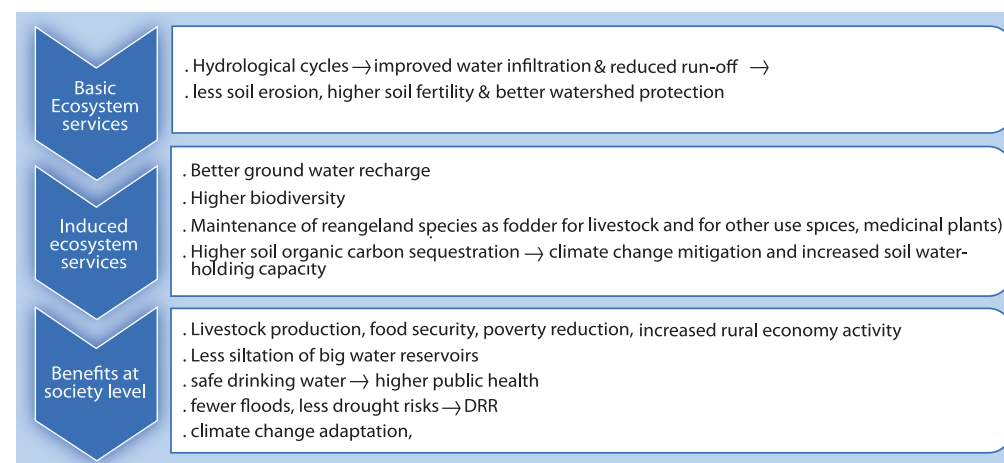 Basic
Ecosystem
services
. Hydrological cycles → improved water infiltration & reduced run-off →
. less soil erosion, higher soil fertility & better watershed protection
Induced
ecosystem
services
. Better ground water recharge
. Higher biodiversity
. Maintenance of reangeland species as fodder for livestock and for other use spices, medicinal plants)
. Higher soil organic carbon sequestration → climate change mitigation and increased soil water-
holding capacity
Benefits at
society level
. Livestock production, food security, poverty reduction, increased rural economy activity
. Less siltation of big water reservoirs
. safe drinking water → higher public health
. fewer floods, less drought risks → DRR
. climate change adaptation,